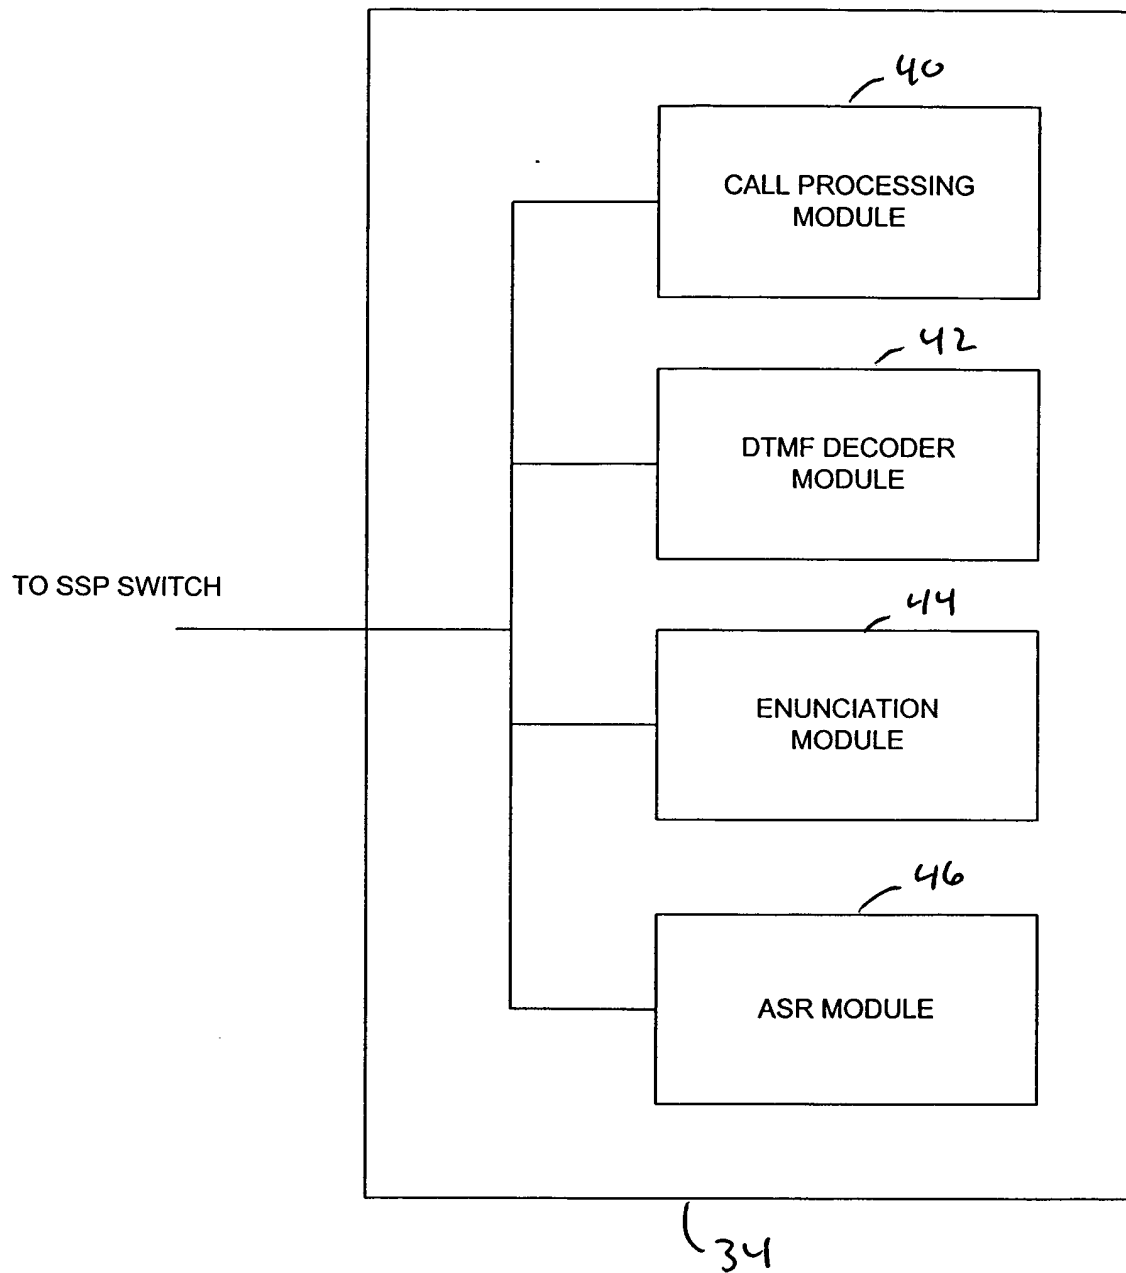 40
CALL PROCESSING
MODULE
42
DTMF DECODER
MODULE
TO SSP SWITCH
44
ENUNCIATION
MODULE
46
ASR MODULE
34